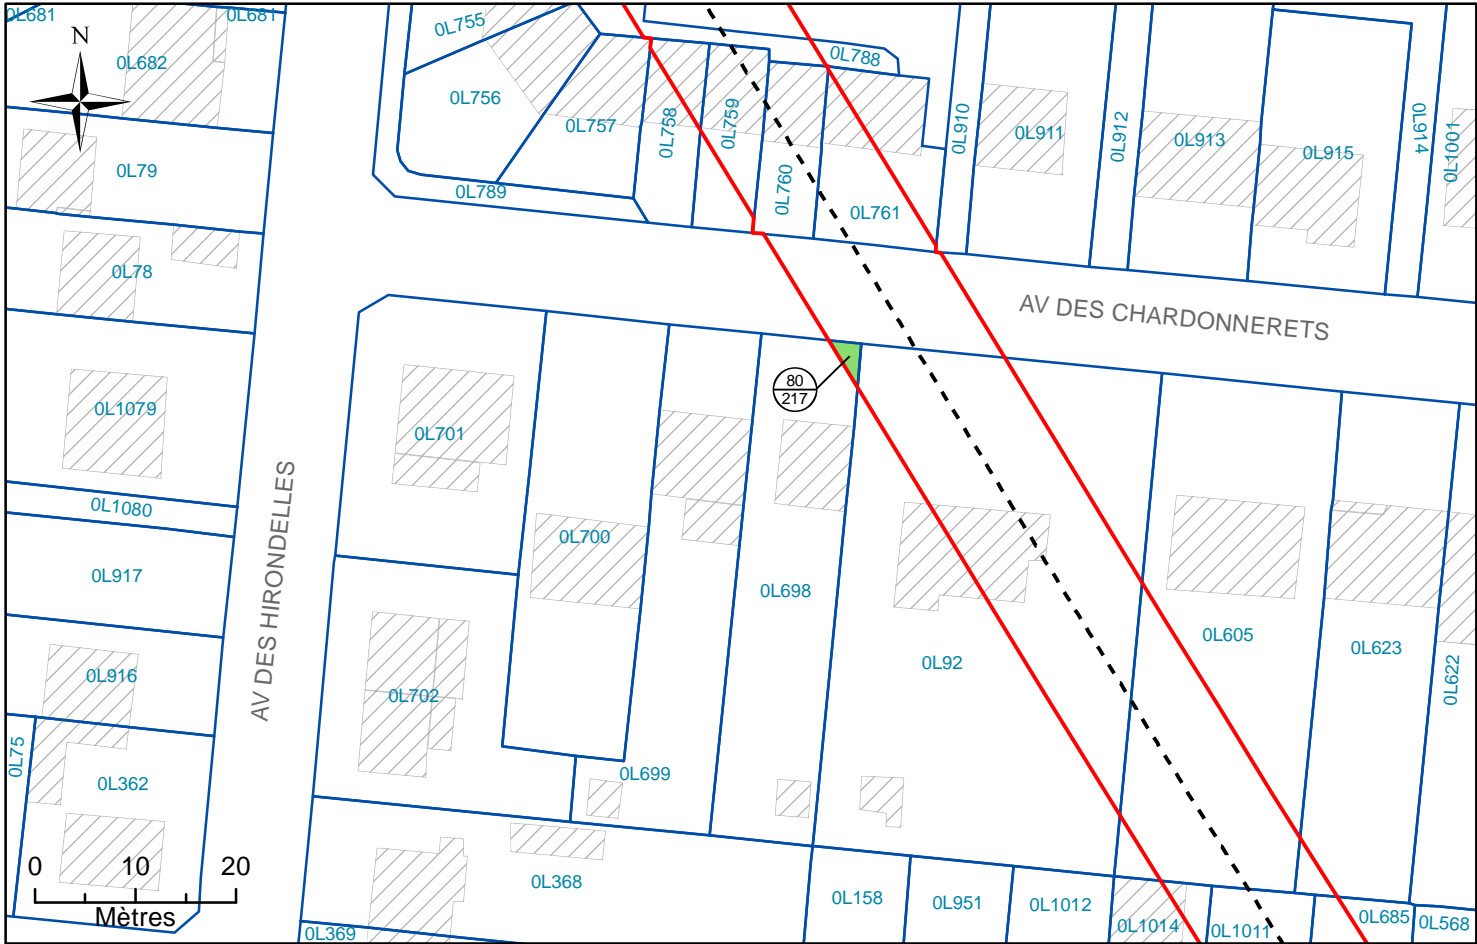 0L681
0L681
0L755
N
0L682
0L788
0L756
0L757
0L758
0L759
0L910
0L911
0L912
0L913
0L914
0L1001
0L915
0L79
0L789
0L760
0L761
0L78
AV DES CHARDONNERETS
80
217
0L1079
0L701
0L1080
AV DES HIRONDELLES
0L700
0L917
0L698
0L605
0L623
0L622
0L92
0L916
0L702
0L75
0L362
0L699
0 10 20
Mètres
0L368
0L158
0L951
0L1012
0L1014
0L1011
0L685
0L568
0L369